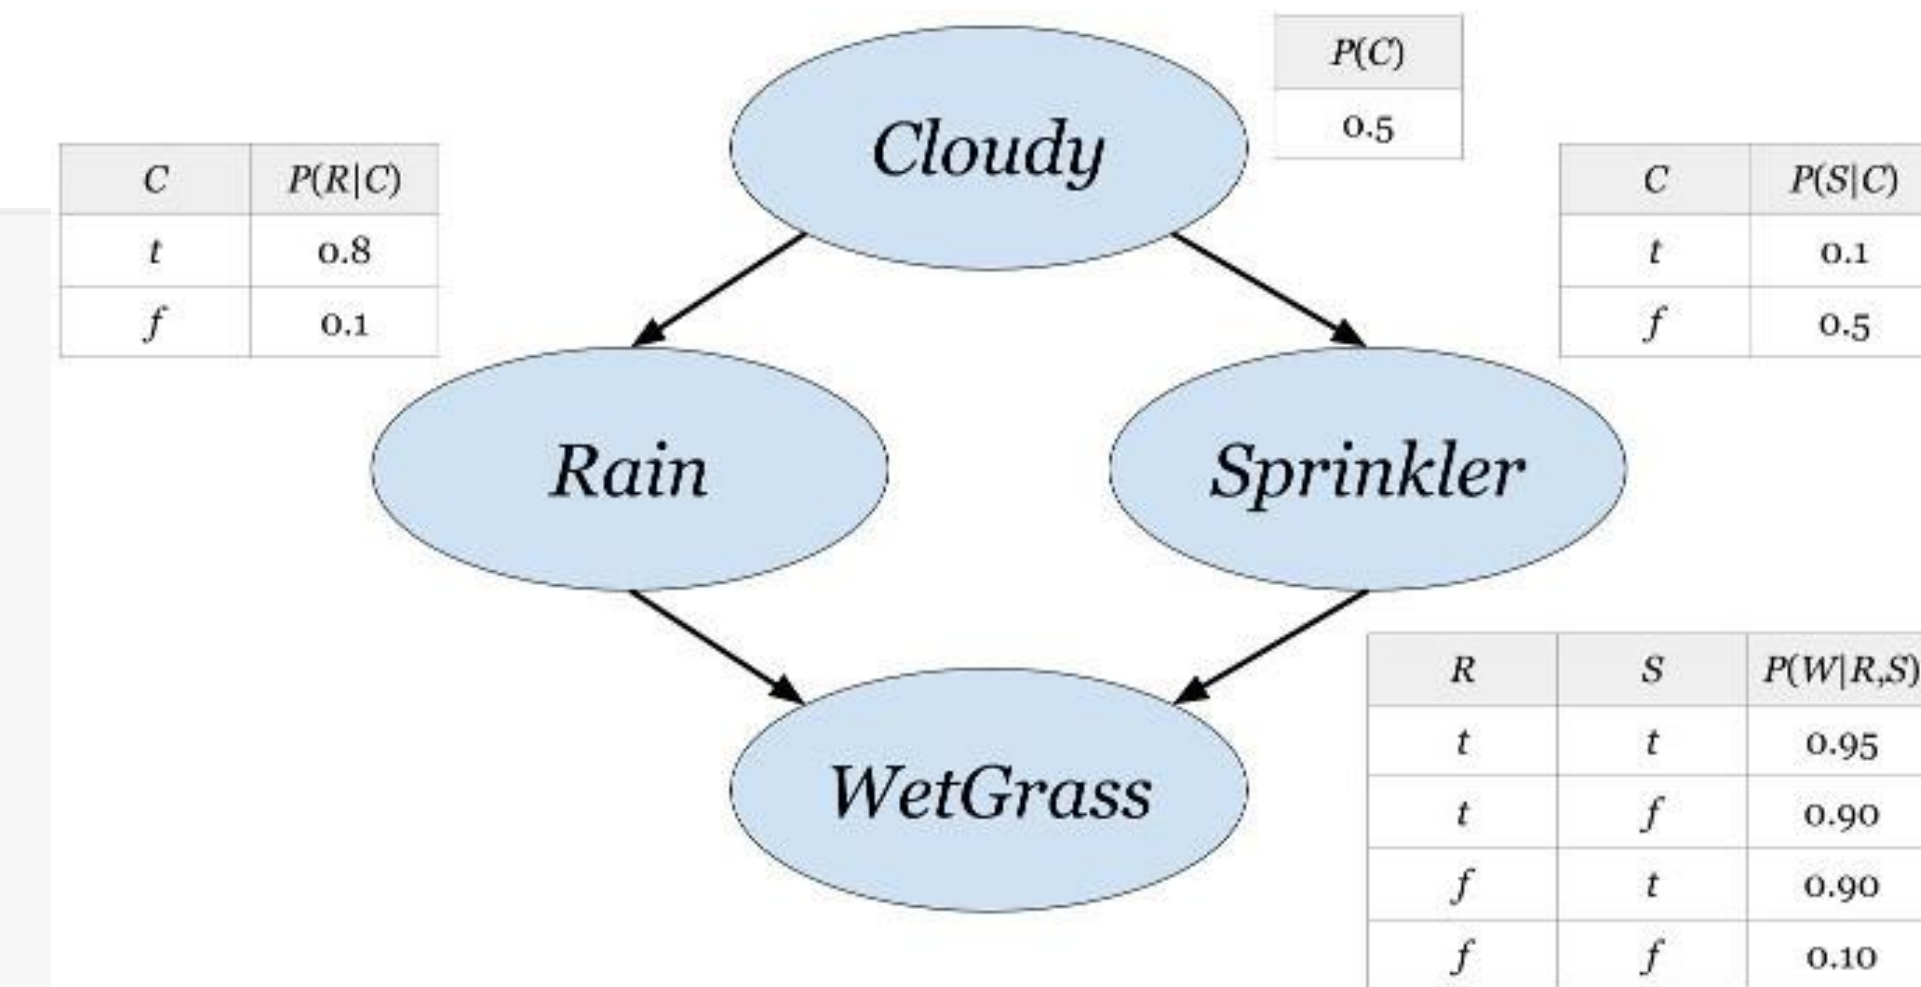 P(C)
0.5
Cloudy
C P(R|C)
t 0.8
f 0.1
C P(S|C)
t 0.1
f 0.5
Rain
Sprinkler
WetGrass
R S P(W|R,S)
t t 0.95
t f 0.90
f t 0.90
f f 0.10